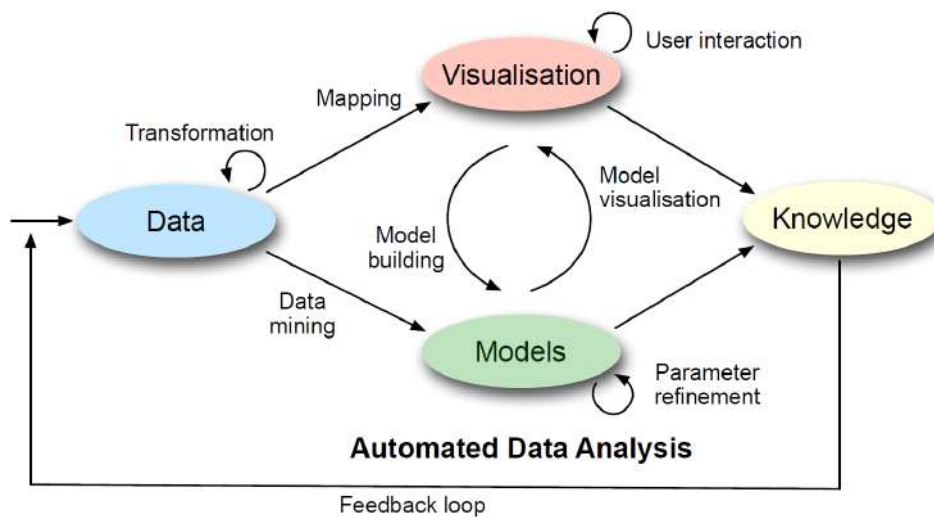 User interaction
Visualisation
Mapping
Transformation
Model
visualisation
Data
Knowledge
Model
building
Data
mining
Models
Parameter
refinement
Automated Data Analysis
Feedback loop